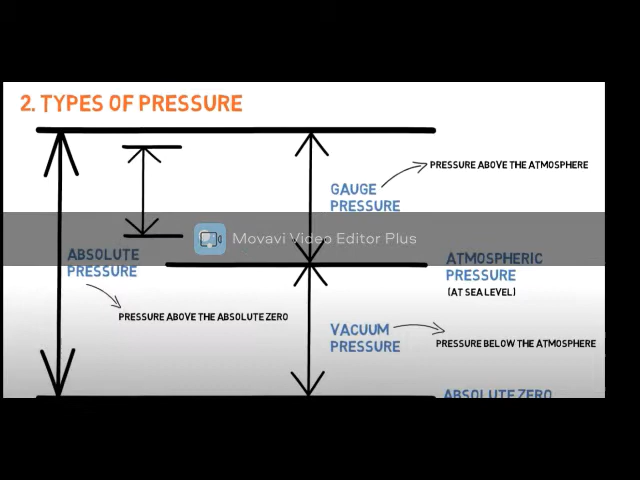 2. TYPES OF PRESSURE
PRESSURE ABOVE THE ATMOSPHERE
GAUGE
PRESSURE
Movavi Video Editor Plus
ABSOLUTE
PRESSURE
ATMOSPHERIC
PRESSURE
(AT SEA LEVEL)
PRESSURE ABOVE THE ABSOLUTE ZERO
VACUUM
PRESSURE
PRESSURE BELOW THE ATMOSPHERE
ABSOLUTE ZERO